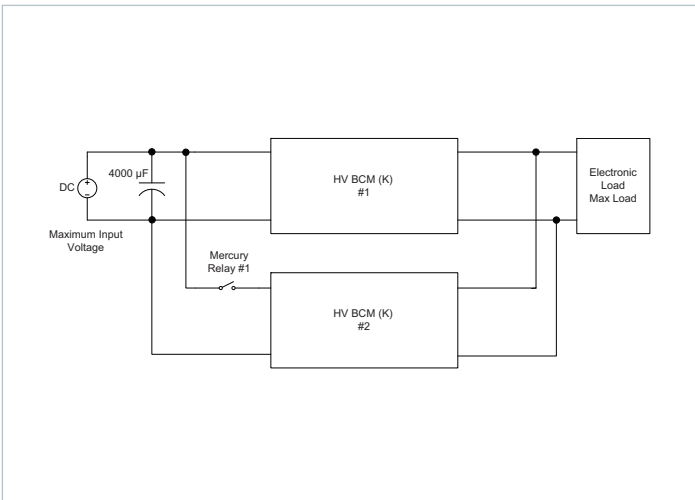 4000 µF
HV BCM (K)
#1
Electronic
Load
Max Load
DC
+
−
Maximum Input
Voltage
Mercury
Relay #1
HV BCM (K)
#2